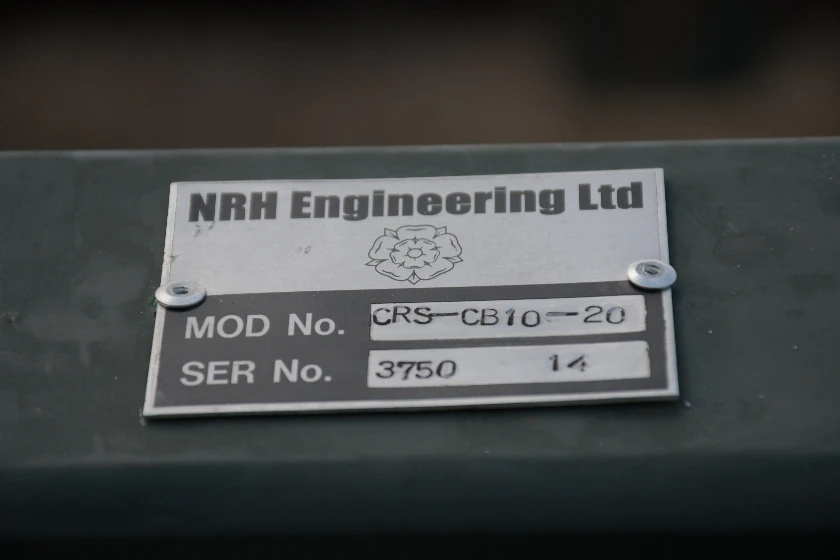 NRH Engineering Ltd
MOD No. CRS-CB10-20
SER No. 3750 14